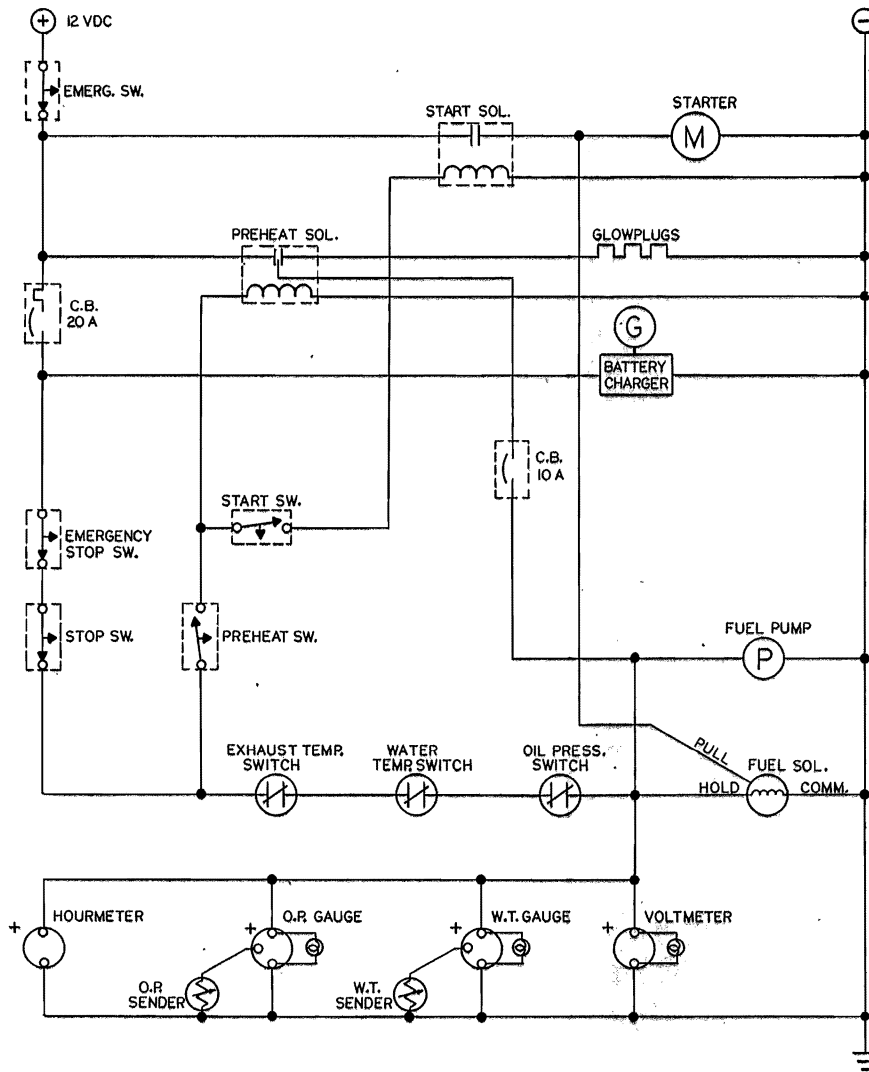 + 12 VDC
−
EMERG. SW.
START SOL.
STARTER
M
PREHEAT SOL.
GLOWPLUGS
C.B.
20 A
G
BATTERY
CHARGER
C.B.
10 A
START SW.
EMERGENCY
STOP SW.
STOP SW.
PREHEAT SW.
FUEL PUMP
P
EXHAUST TEMP.
SWITCH
WATER
TEMP. SWITCH
OIL PRESS.
SWITCH
PULL
FUEL SOL.
HOLD
COMM.
+ HOURMETER
+ O.P. GAUGE
+ W.T. GAUGE
+ VOLTMETER
O.P.
SENDER
W.T.
SENDER